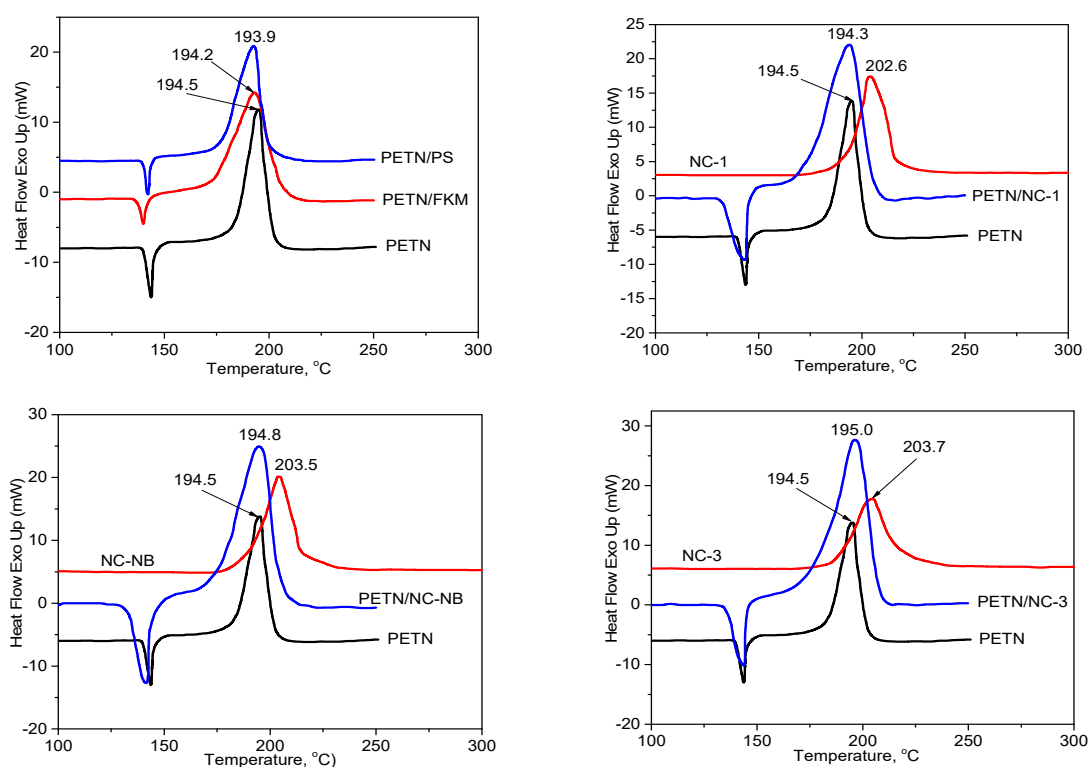 193.9
194.2
194.5
PETN/PS
PETN/FKM
PETN
Heat Flow Exo Up (mW)
20
10
0
-10
-20
100 150 200 250 300
Temperature, °C
194.3
202.6
194.5
NC-1
PETN/NC-1
PETN
Heat Flow Exo Up (mW)
25
20
15
10
5
0
-5
-10
-15
-20
100 150 200 250 300
Temperature, °C
194.8
203.5
194.5
NC-NB
PETN/NC-NB
PETN
Heat Flow Exo Up (mW)
30
20
10
0
-10
-20
100 150 200 250 300
Temperature, °C)
195.0
203.7
194.5
NC-3
PETN/NC-3
PETN
Heat Flow Exo Up (mW)
30
20
10
0
-10
-20
100 150 200 250 300
Temperature, °C